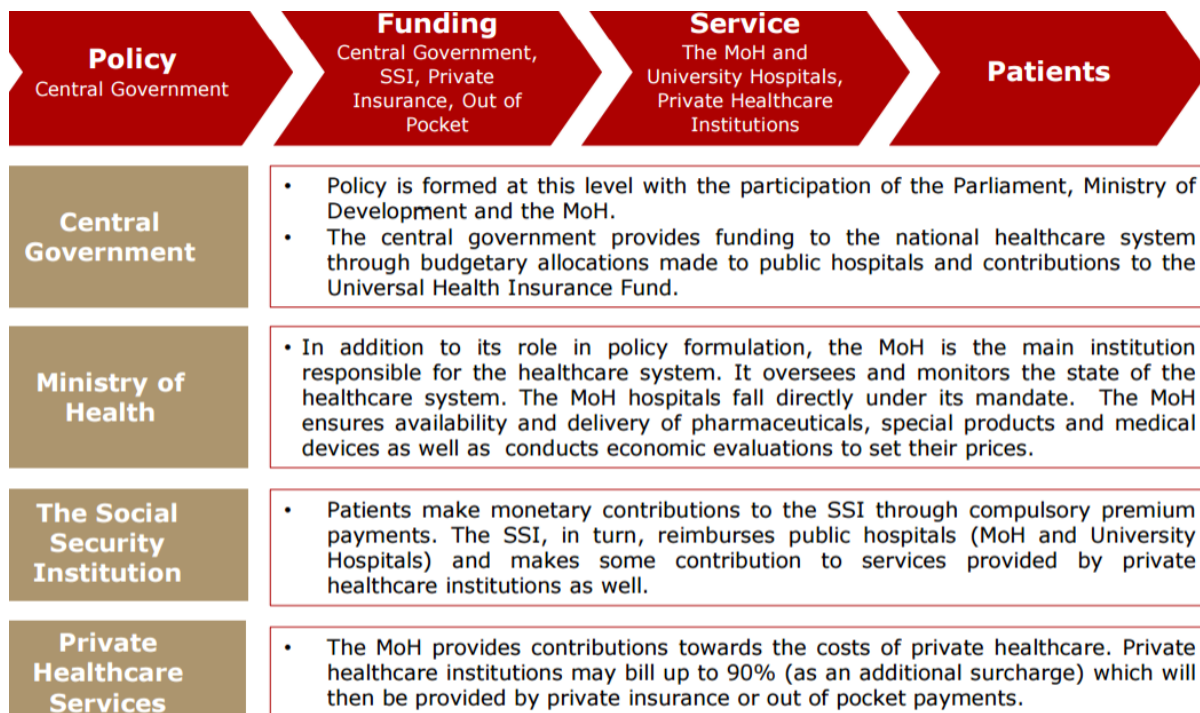 Policy
Central Government
Funding
Central Government,
SSI, Private
Insurance, Out of
Pocket
Service
The MoH and
University Hospitals,
Private Healthcare
Institutions
Patients
Central
Government
• Policy is formed at this level with the participation of the Parliament, Ministry of
Development and the MoH.
• The central government provides funding to the national healthcare system
through budgetary allocations made to public hospitals and contributions to the
Universal Health Insurance Fund.
Ministry of
Health
• In addition to its role in policy formulation, the MoH is the main institution
responsible for the healthcare system. It oversees and monitors the state of the
healthcare system. The MoH hospitals fall directly under its mandate. The MoH
ensures availability and delivery of pharmaceuticals, special products and medical
devices as well as conducts economic evaluations to set their prices.
The Social
Security
Institution
• Patients make monetary contributions to the SSI through compulsory premium
payments. The SSI, in turn, reimburses public hospitals (MoH and University
Hospitals) and makes some contribution to services provided by private
healthcare institutions as well.
Private
Healthcare
Services
• The MoH provides contributions towards the costs of private healthcare. Private
healthcare institutions may bill up to 90% (as an additional surcharge) which will
then be provided by private insurance or out of pocket payments.